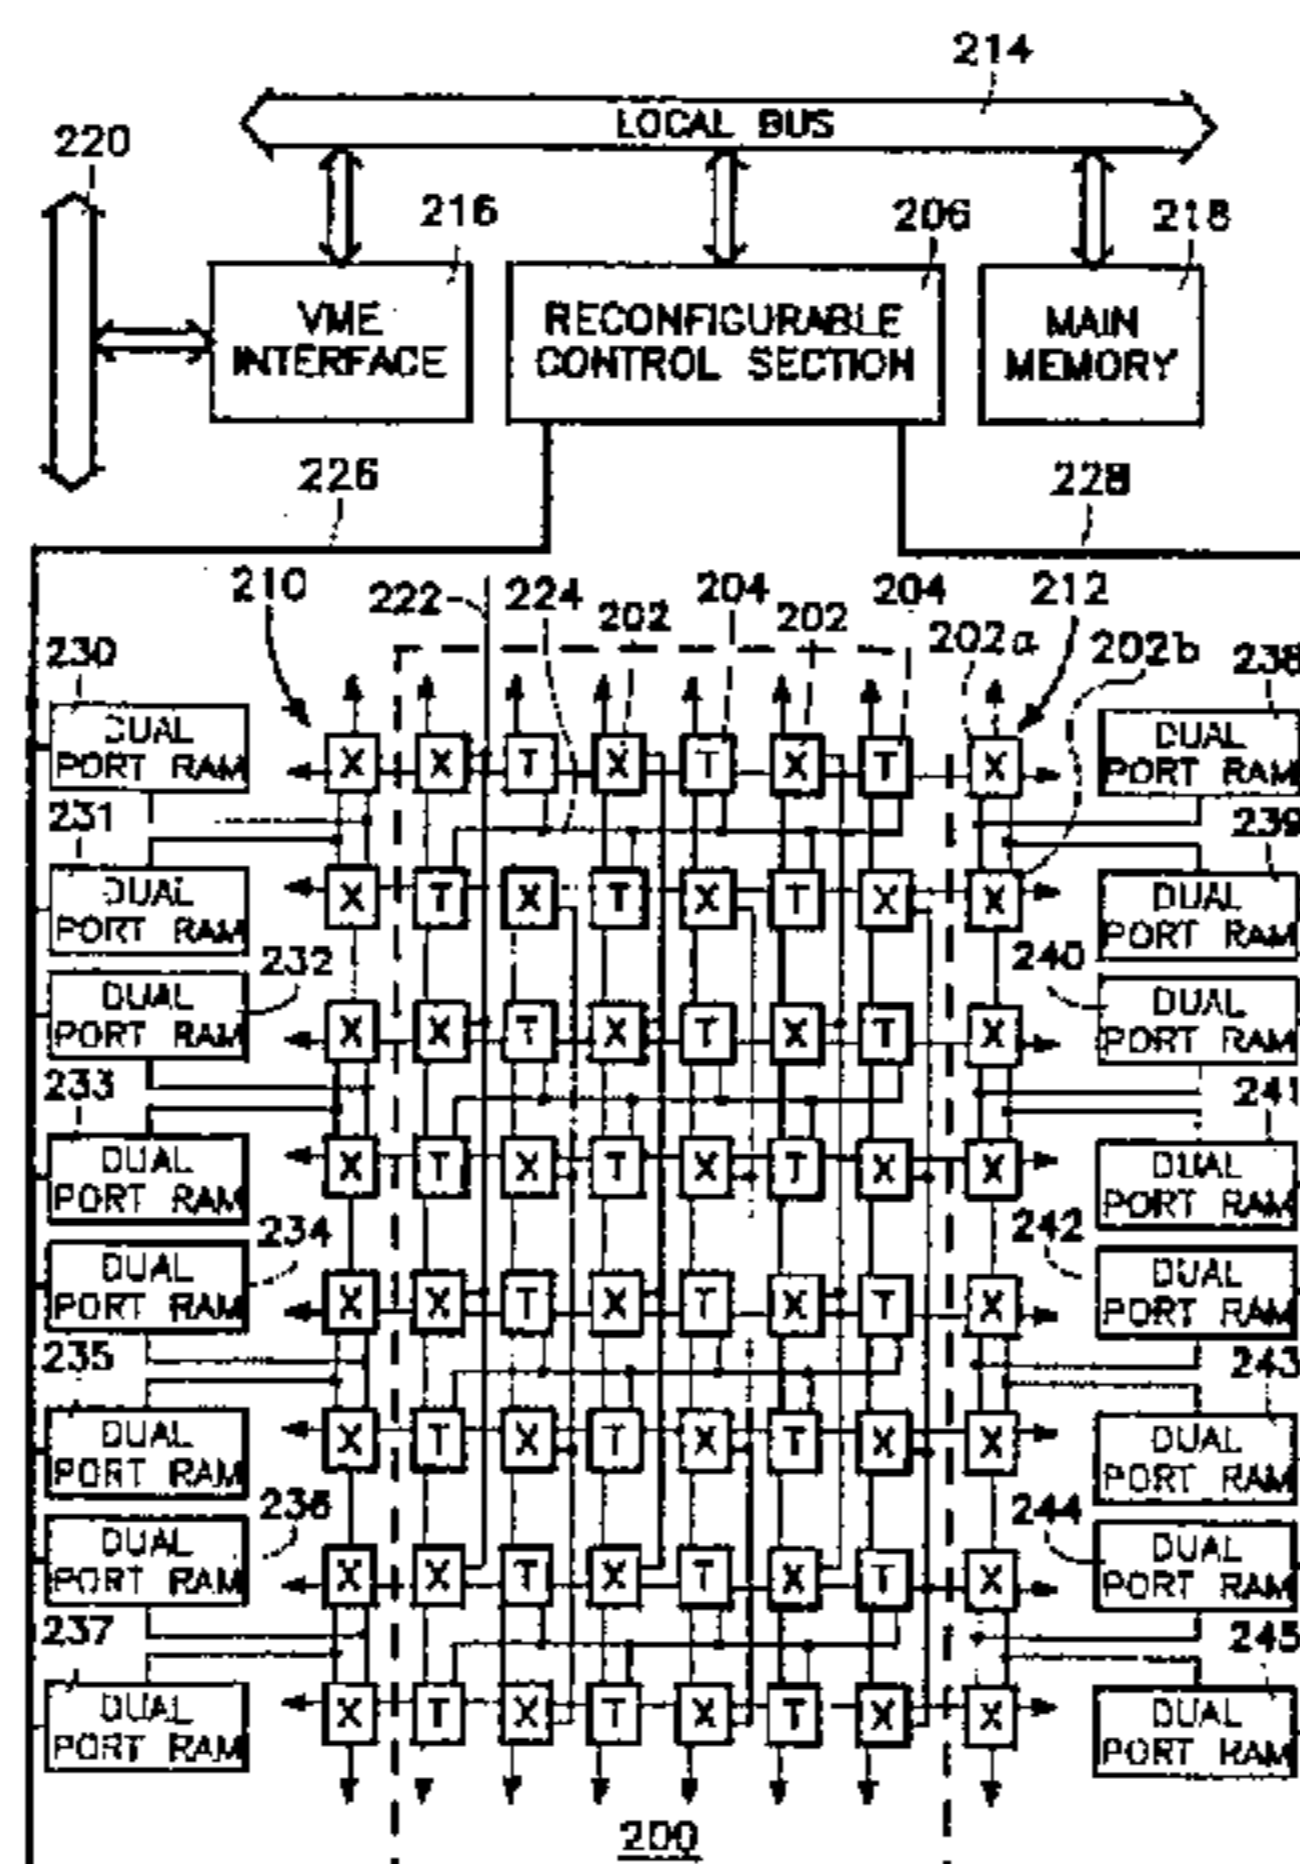 214
LOCAL BUS
220
216
206
218
VME
INTERFACE
RECONFIGURABLE
CONTROL SECTION
MAIN
MEMORY
226
228
210
222
224
202
204
202
204
202a
212
202b
230
238
DUAL
PORT RAM
X X T X T X T X
DUAL
PORT RAM
231
239
DUAL
PORT RAM
X T X T X T X X
DUAL
PORT RAM
232
240
DUAL
PORT RAM
X X T X T X T X
DUAL
PORT RAM
233
241
DUAL
PORT RAM
X T X T X T X X
DUAL
PORT RAM
234
242
DUAL
PORT RAM
X X T X T X T X
DUAL
PORT RAM
235
243
DUAL
PORT RAM
X T X T X T X X
DUAL
PORT RAM
236
244
DUAL
PORT RAM
X X T X T X T X
DUAL
PORT RAM
237
245
DUAL
PORT RAM
X T X T X T X X
DUAL
PORT RAM
200